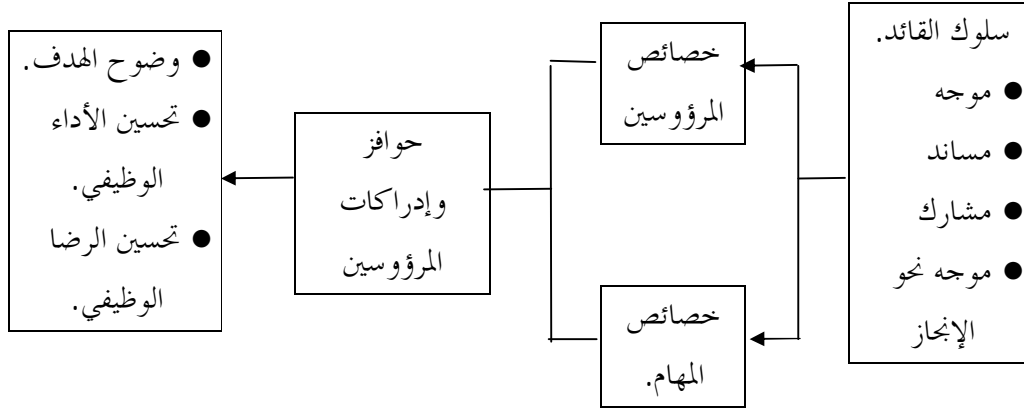 سلوك القائد.
● موجه
● مساند
● مشارك
● موجه نحو
الإنجاز
خصائص
المرؤوسين
خصائص
المهام.
حوافز
وإدراكات
المرؤوسين
● وضوح الهدف.
● تحسين الأداء
الوظيفي.
● تحسين الرضا
الوظيفي.